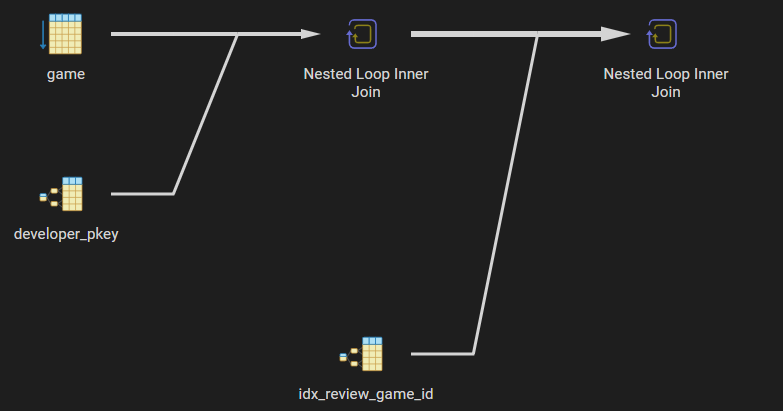 game
Nested Loop Inner
Join
Nested Loop Inner
Join
developer_pkey
idx_review_game_id